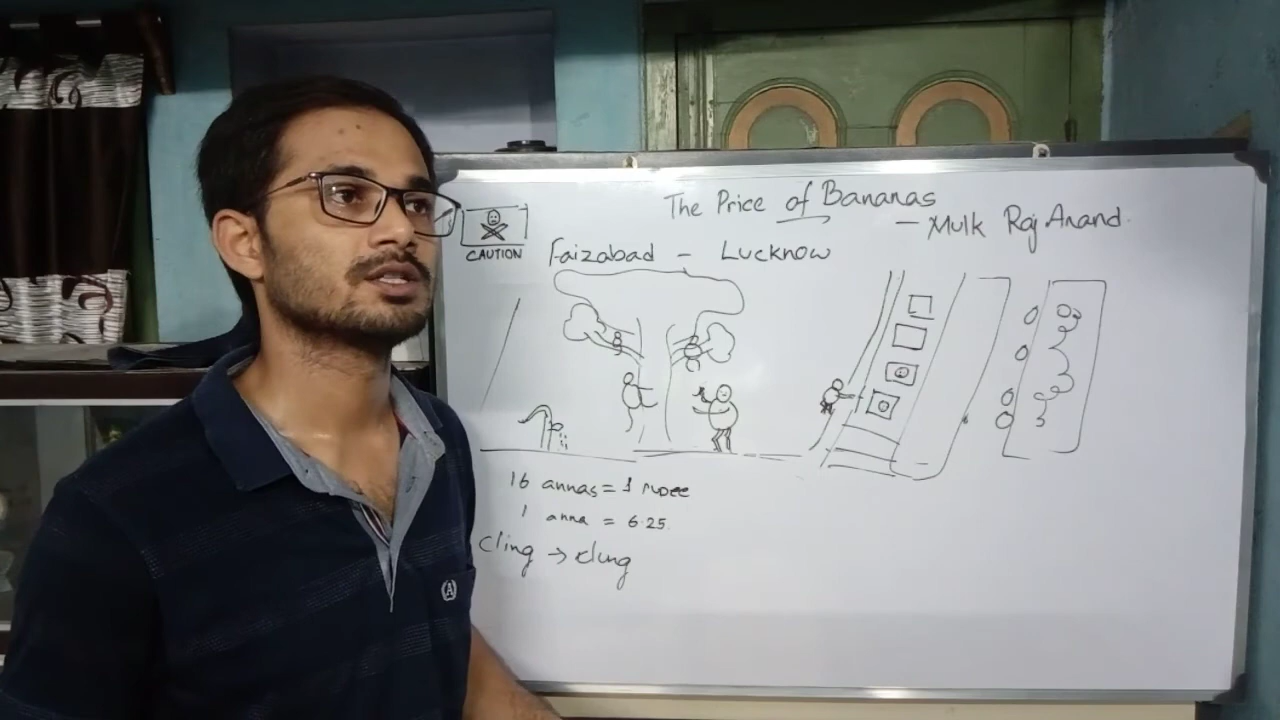 The Price of Bananas
- Mulk Raj Anand.
CAUTION
Faizabad - Lucknow
16 annas = 1 rupee
1 anna = 6.25.
cling → clung
A